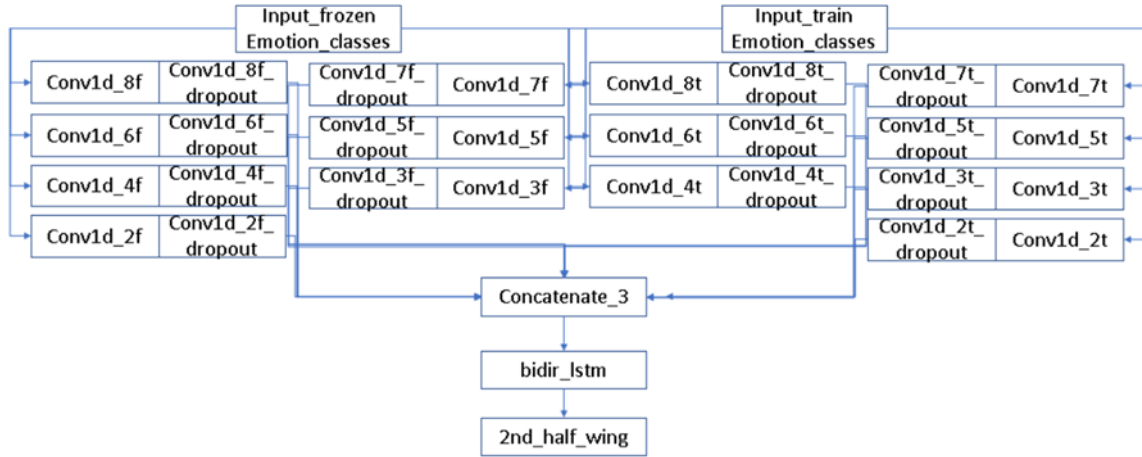 Input_frozen
Emotion_classes
Input_train
Emotion_classes
Conv1d_8f
Conv1d_8f_
dropout
Conv1d_7f_
dropout
Conv1d_7f
Conv1d_8t
Conv1d_8t_
dropout
Conv1d_7t_
dropout
Conv1d_7t
Conv1d_6f
Conv1d_6f_
dropout
Conv1d_5f_
dropout
Conv1d_5f
Conv1d_6t
Conv1d_6t_
dropout
Conv1d_5t_
dropout
Conv1d_5t
Conv1d_4f
Conv1d_4f_
dropout
Conv1d_3f_
dropout
Conv1d_3f
Conv1d_4t
Conv1d_4t_
dropout
Conv1d_3t_
dropout
Conv1d_3t
Conv1d_2f
Conv1d_2f_
dropout
Conv1d_2t_
dropout
Conv1d_2t
Concatenate_3
bidir_lstm
2nd_half_wing